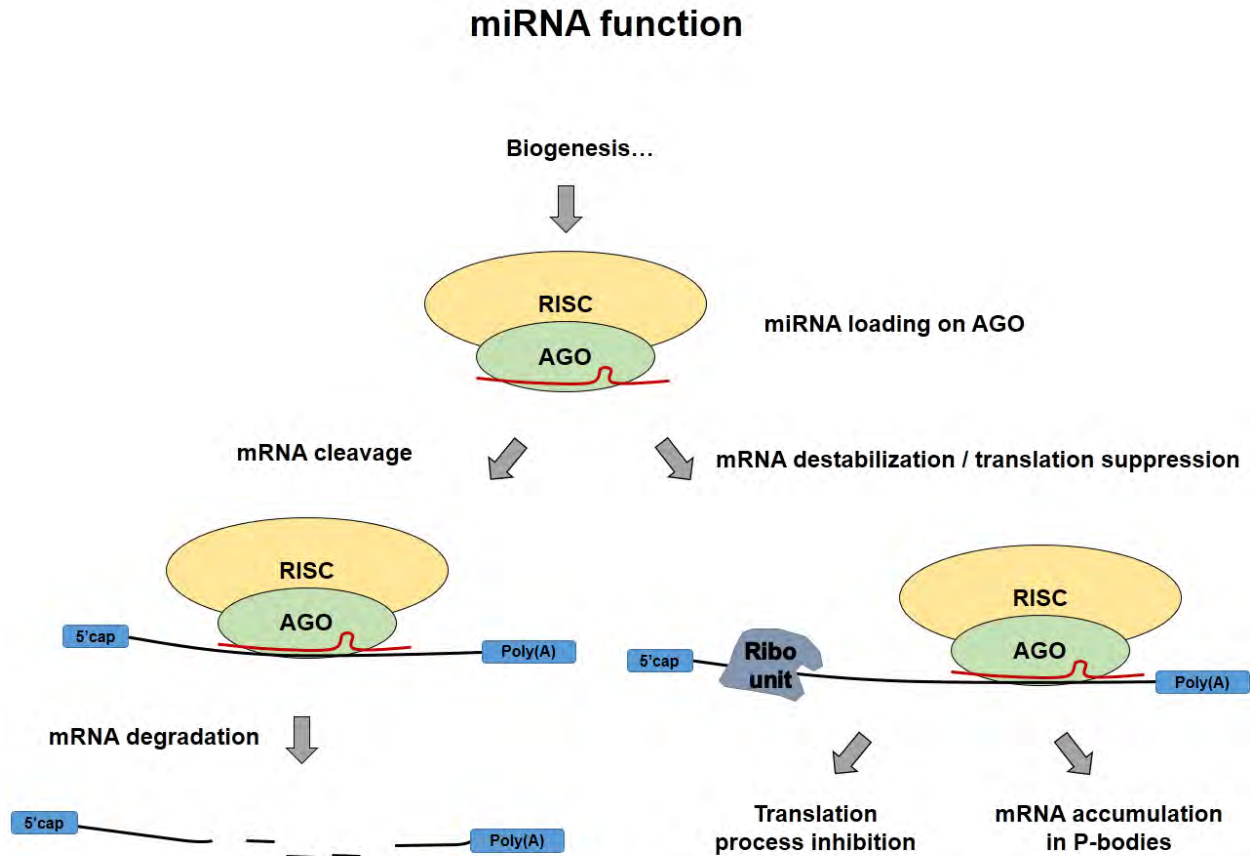 miRNA function
Biogenesis...
RISC
miRNA loading on AGO
AGO
mRNA cleavage
mRNA destabilization / translation suppression
RISC
AGO
5'cap
Poly(A)
RISC
AGO
Ribo
unit
5'cap
Poly(A)
mRNA degradation
5'cap
Poly(A)
Translation
process inhibition
mRNA accumulation
in P-bodies